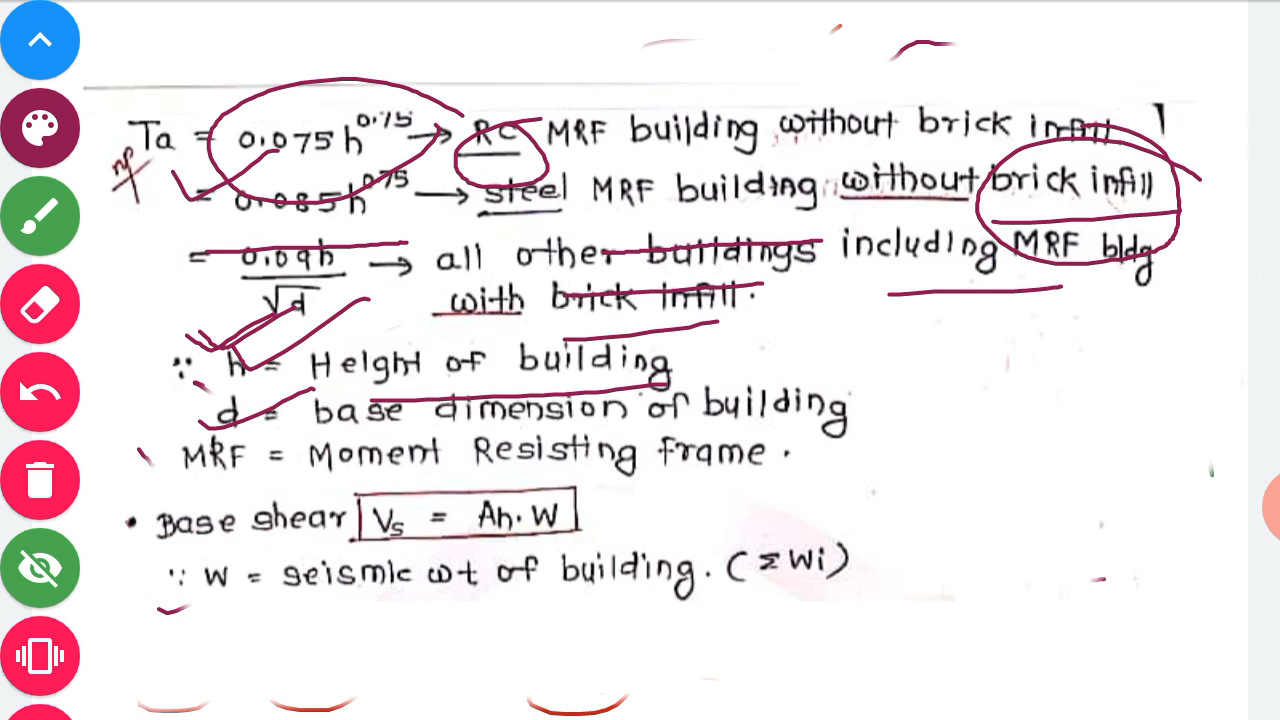 Ta = 0.075h^0.75 → RC MRF building without brick infill
= 0.085h^0.75 → steel MRF building without brick infill
= 0.09h/√d → all other buildings including MRF bldg
with brick infill.
∵ h = Height of building
d = base dimension of building
MRF = Moment Resisting frame.
• Base shear Vs = Ah.W
∵ W = seismic wt of building. (ΣWi)